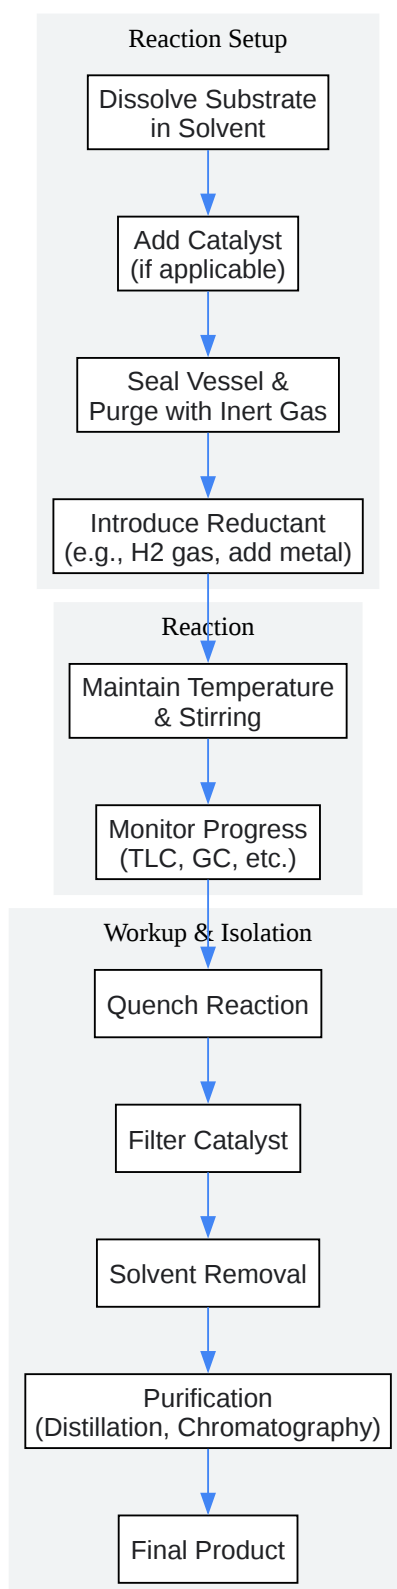 Reaction Setup
Dissolve Substrate
in Solvent
Add Catalyst
(if applicable)
Seal Vessel &
Purge with Inert Gas
Introduce Reductant
(e.g., H2 gas, add metal)
Reaction
Maintain Temperature
& Stirring
Monitor Progress
(TLC, GC, etc.)
Workup & Isolation
Quench Reaction
Filter Catalyst
Solvent Removal
Purification
(Distillation, Chromatography)
Final Product